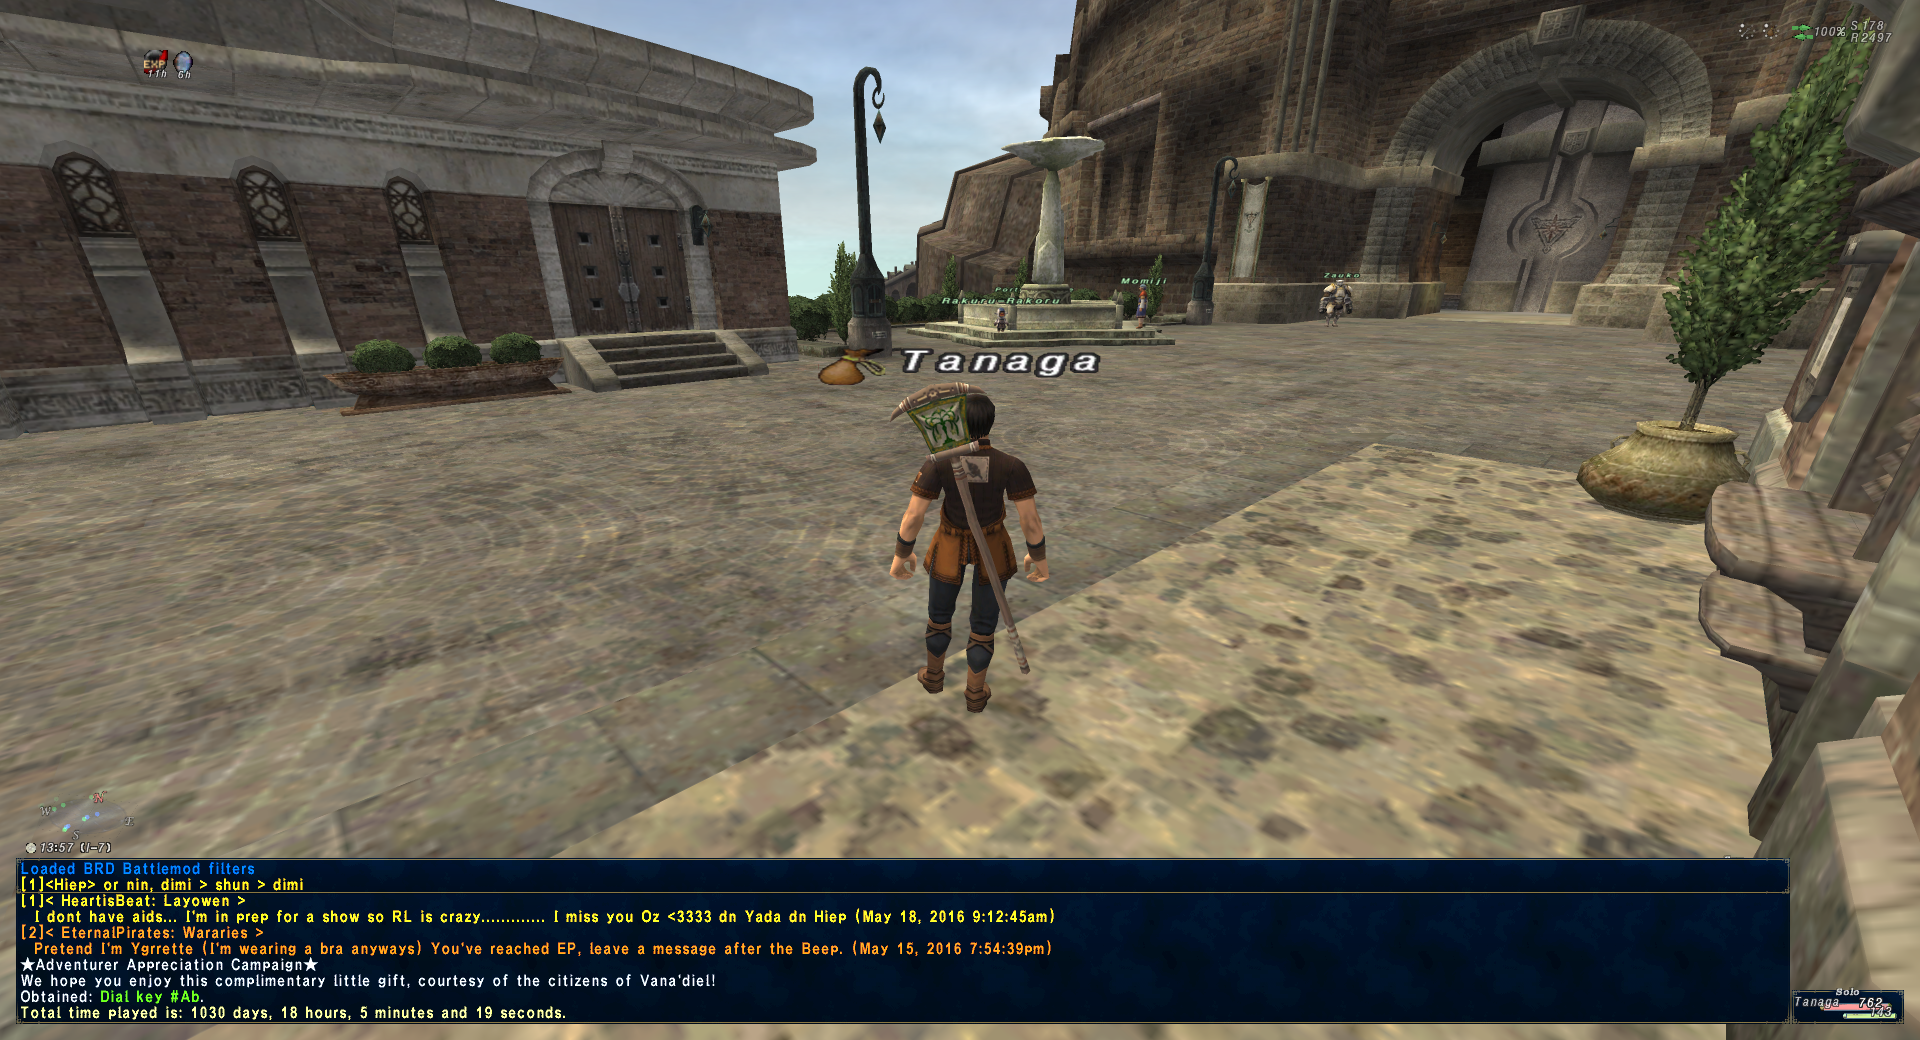 EXP
11h 6h
100% S 178
R 2497
Zauko
Momiji
Port
Rakuru-Rakoru
Tanaga
W N
S E
13:57 (I-7)
Loaded BRD Battlemod filters
[1]<Hiep> or nin, dimi > shun > dimi
[1]< HeartisBeat: Layowen >
I dont have aids... I'm in prep for a show so RL is crazy............. I miss you Oz <3333 dn Yada dn Hiep (May 18, 2016 9:12:45am)
[2]< EternalPirates: Wararies >
Pretend I'm Ygrrette (I'm wearing a bra anyways) You've reached EP, leave a message after the Beep. (May 15, 2016 7:54:39pm)
★Adventurer Appreciation Campaign★
We hope you enjoy this complimentary little gift, courtesy of the citizens of Vana'diel!
Obtained: Dial key #Ab.
Total time played is: 1030 days, 18 hours, 5 minutes and 19 seconds.
Solo
Tanaga 762
143